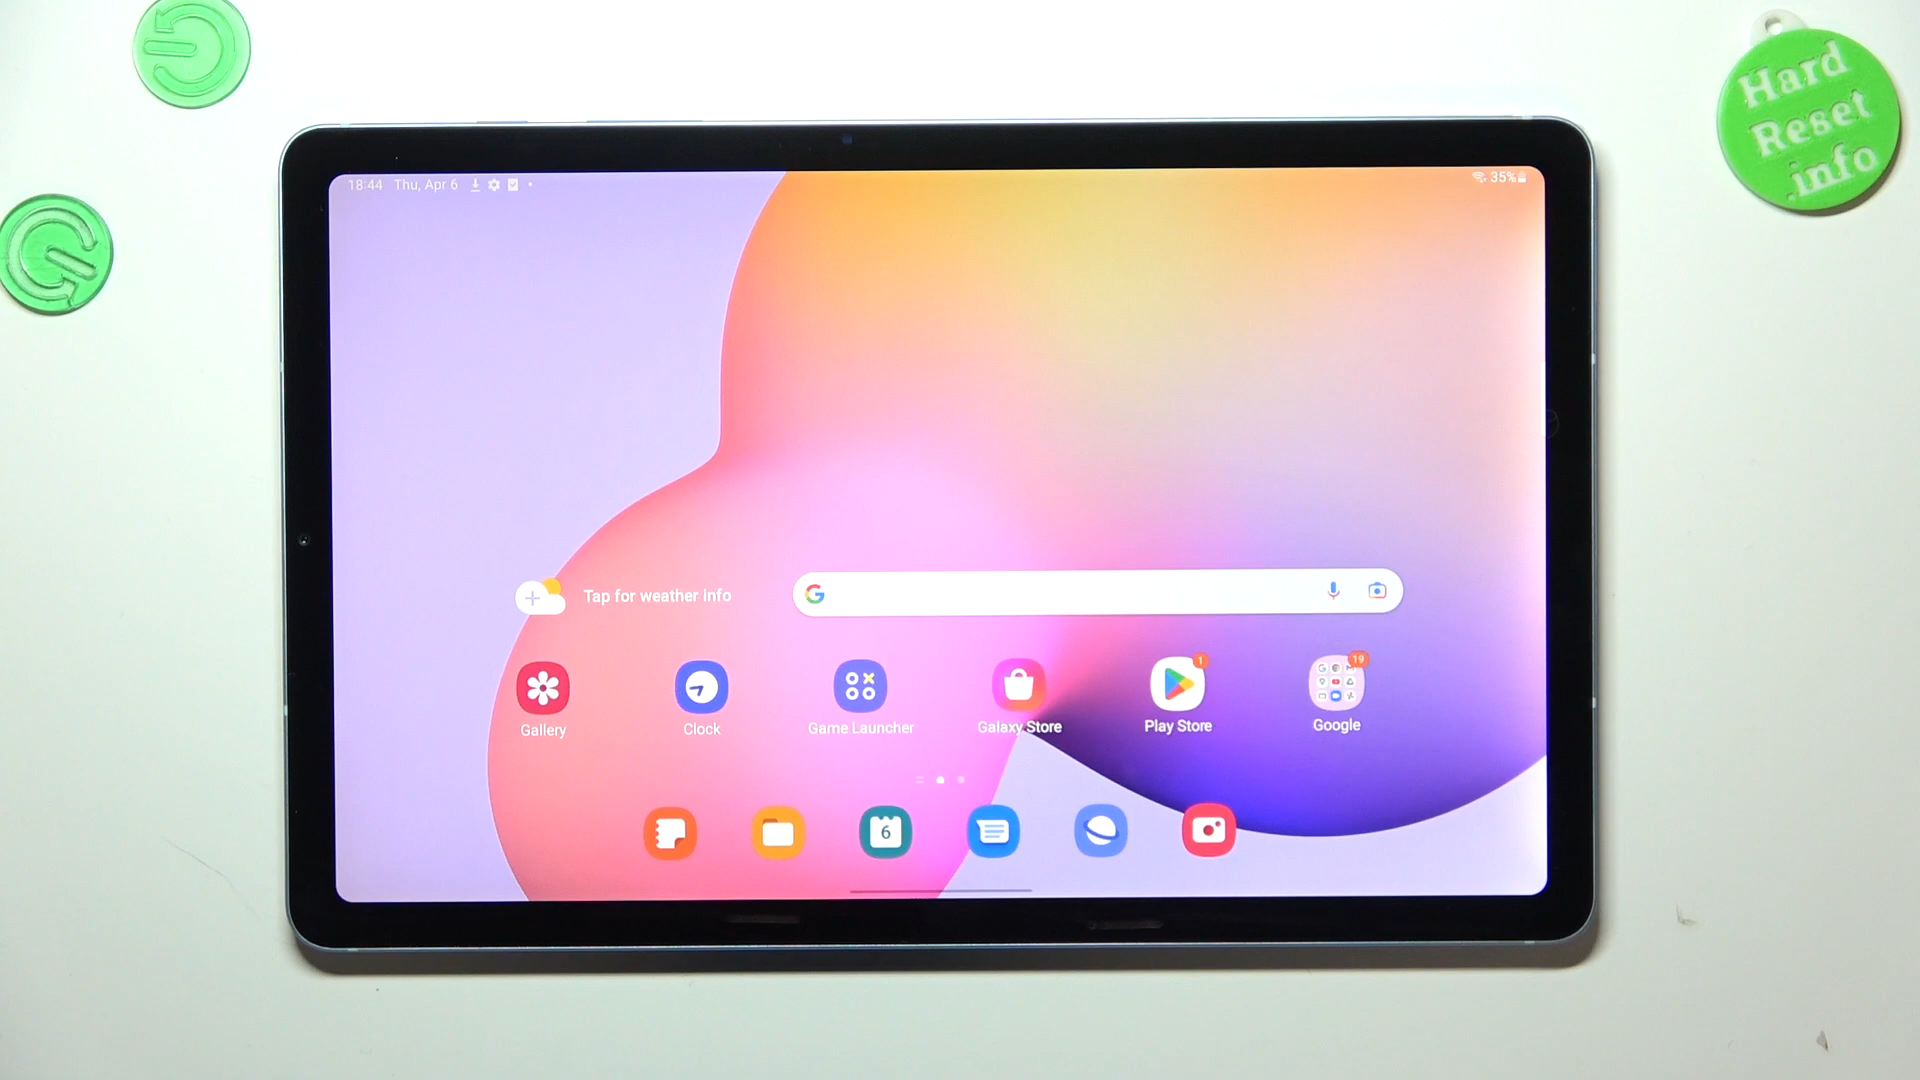 Hard
Reset
.info
18:44 Thu, Apr 6
35%
Tap for weather info
G
1
19
Gallery
Clock
Game Launcher
Galaxy Store
Play Store
Google
6